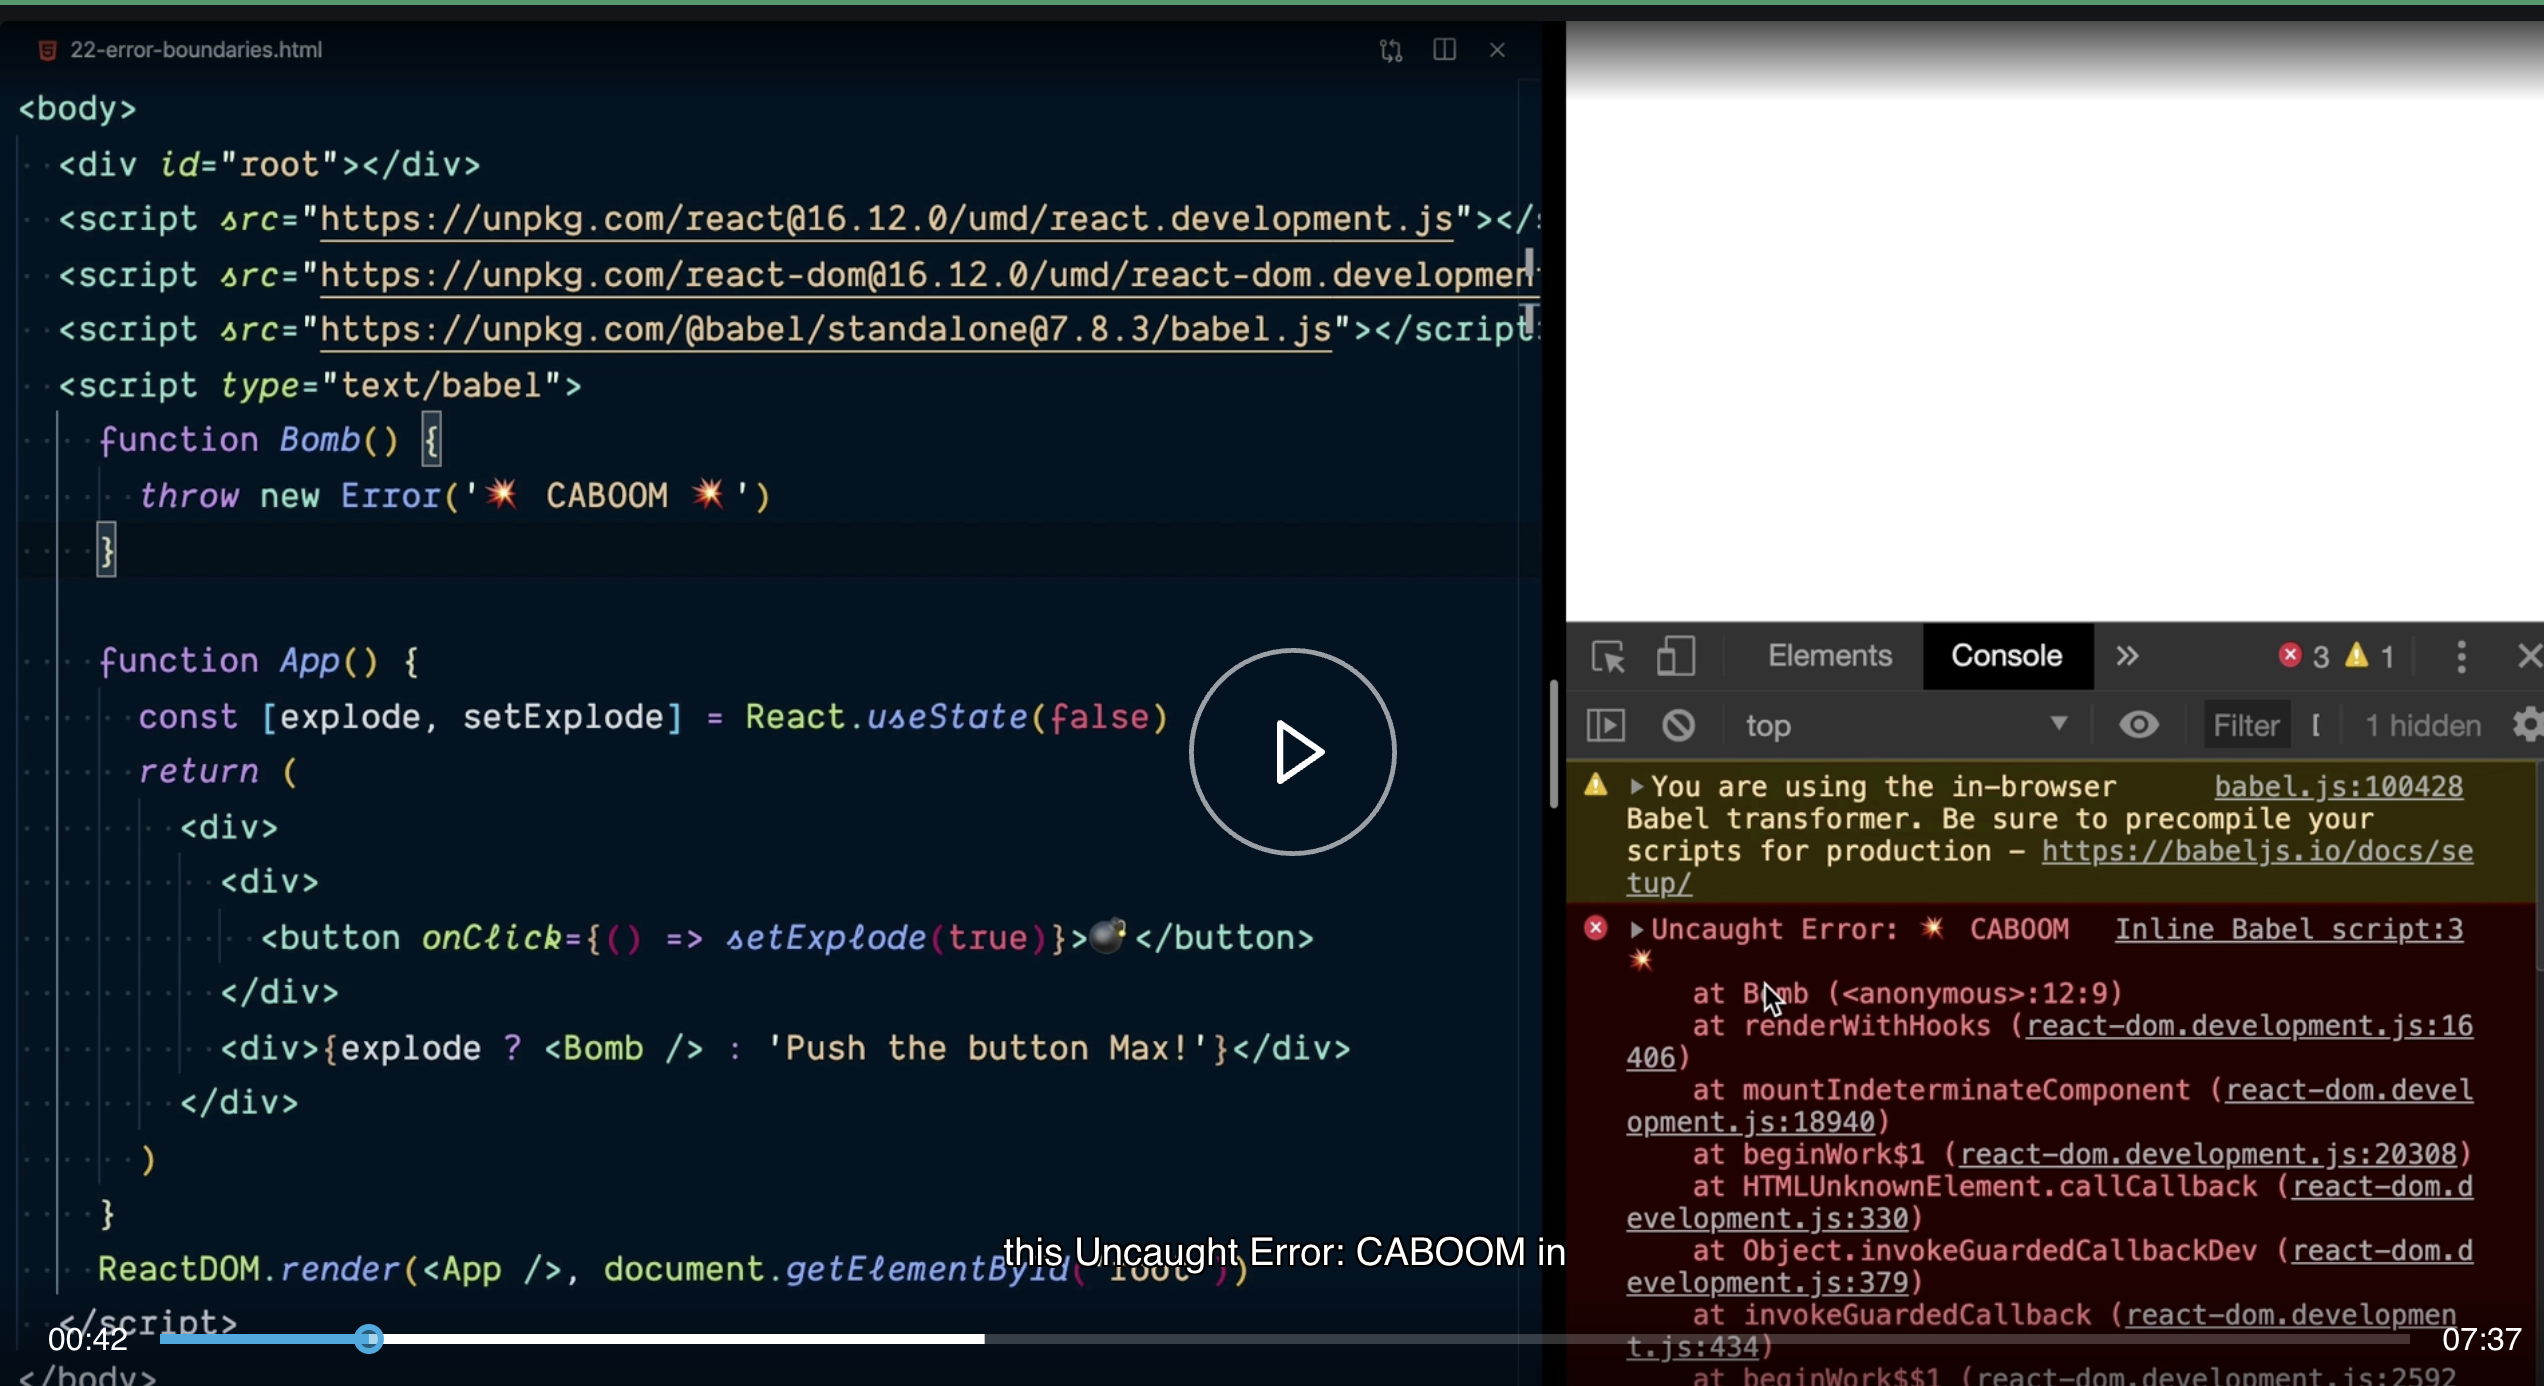 22-error-boundaries.html
<body>
<div id="root"></div>
<script src="https://unpkg.com/react@16.12.0/umd/react.development.js"></
<script src="https://unpkg.com/react-dom@16.12.0/umd/react-dom.developmen
<script src="https://unpkg.com/@babel/standalone@7.8.3/babel.js"></script
<script type="text/babel">
function Bomb() {
throw new Error('💥 CABOOM 💥')
}
function App() {
const [explode, setExplode] = React.useState(false)
return (
<div>
<div>
<button onClick={() => setExplode(true)}>💣</button>
</div>
<div>{explode ? <Bomb /> : 'Push the button Max!'}</div>
</div>
)
}
ReactDOM.render(<App />, document.getElementById('root'))
</script>
</body>
this Uncaught Error: CABOOM in
00:42
07:37
Elements Console » 3 1
top Filter 1 hidden
You are using the in-browser babel.js:100428
Babel transformer. Be sure to precompile your
scripts for production – https://babeljs.io/docs/se
tup/
Uncaught Error: 💥 CABOOM Inline Babel script:3
💥
at Bomb (<anonymous>:12:9)
at renderWithHooks (react-dom.development.js:16
406)
at mountIndeterminateComponent (react-dom.devel
opment.js:18940)
at beginWork$1 (react-dom.development.js:20308)
at HTMLUnknownElement.callCallback (react-dom.d
evelopment.js:330)
at Object.invokeGuardedCallbackDev (react-dom.d
evelopment.js:379)
at invokeGuardedCallback (react-dom.developmen
t.js:434)
at beginWork$$1 (react-dom.development.js:2592